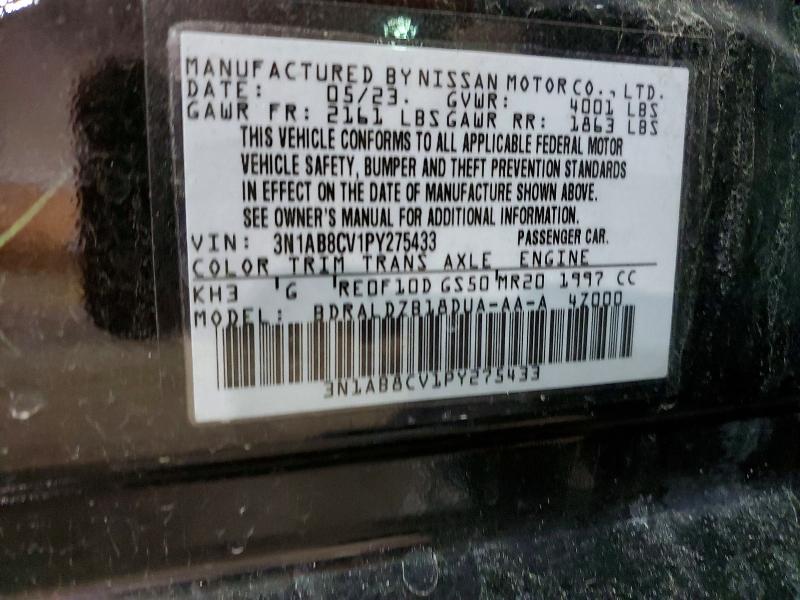 MANUFACTURED BY NISSAN MOTOR CO., LTD.
DATE: 05/23. GVWR: 4001 LBS
GAWR FR: 2161 LBS GAWR RR: 1863 LBS
THIS VEHICLE CONFORMS TO ALL APPLICABLE FEDERAL MOTOR
VEHICLE SAFETY, BUMPER AND THEFT PREVENTION STANDARDS
IN EFFECT ON THE DATE OF MANUFACTURE SHOWN ABOVE.
SEE OWNER'S MANUAL FOR ADDITIONAL INFORMATION.
VIN: 3N1AB8CV1PY275433 PASSENGER CAR.
COLOR TRIM TRANS AXLE ENGINE
KH3 G RE0F10D GS50 MR20 1997 CC
MODEL: BDRALDZB18DUA-AA-A 4Z000
3N1AB8CV1PY275433